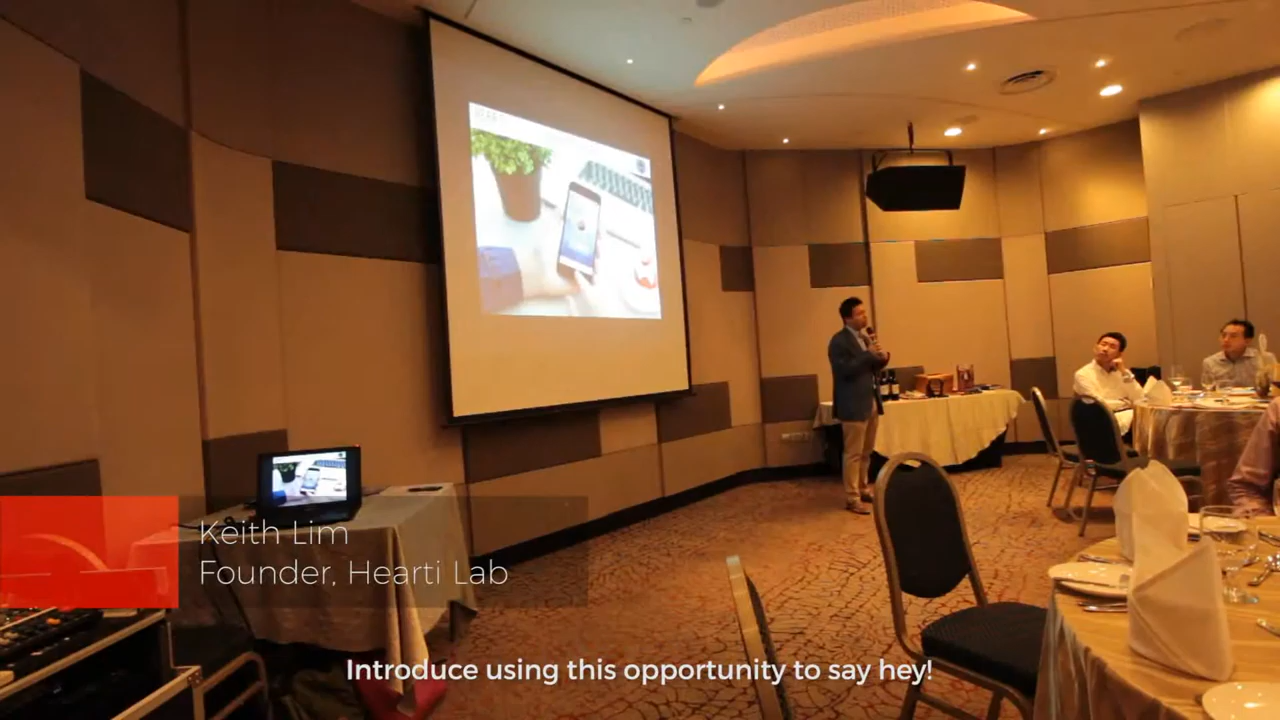 Keith Lim
Founder, Hearti Lab
Introduce using this opportunity to say hey!